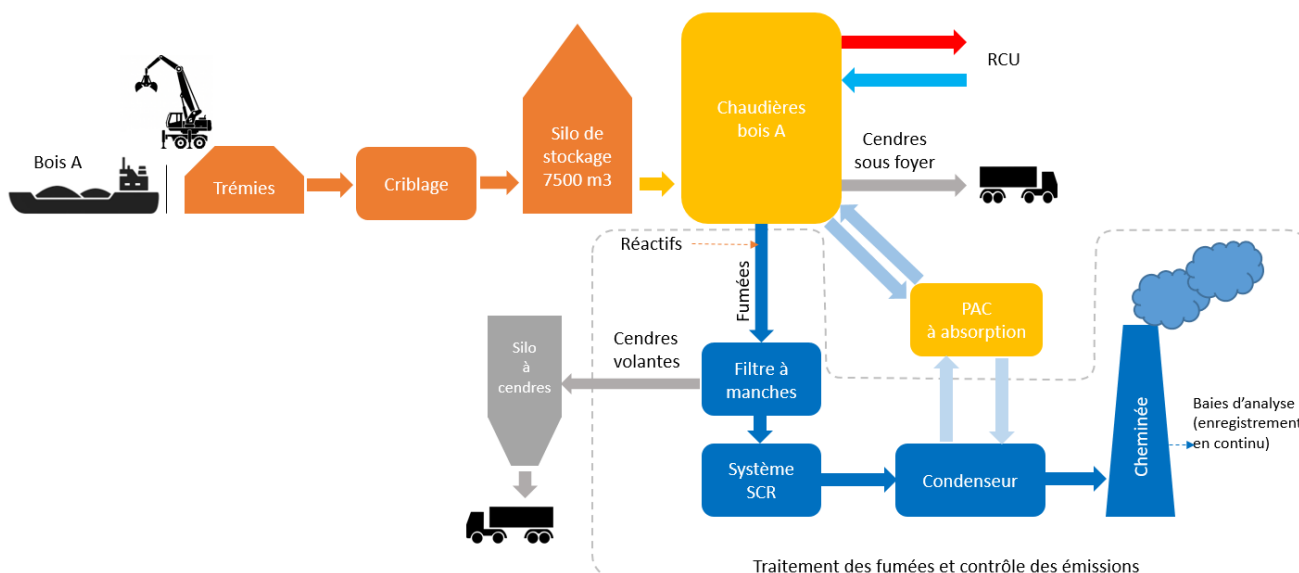 Bois A
Trémies
Criblage
Silo de
stockage
7500 m3
Chaudières
bois A
RCU
Cendres
sous foyer
Réactifs
Fumées
PAC
à absorption
Cendres
volantes
Silo
à
cendres
Filtre à
manches
Système
SCR
Condenseur
Cheminée
Baies d'analyse
(enregistrement
en continu)
Traitement des fumées et contrôle des émissions